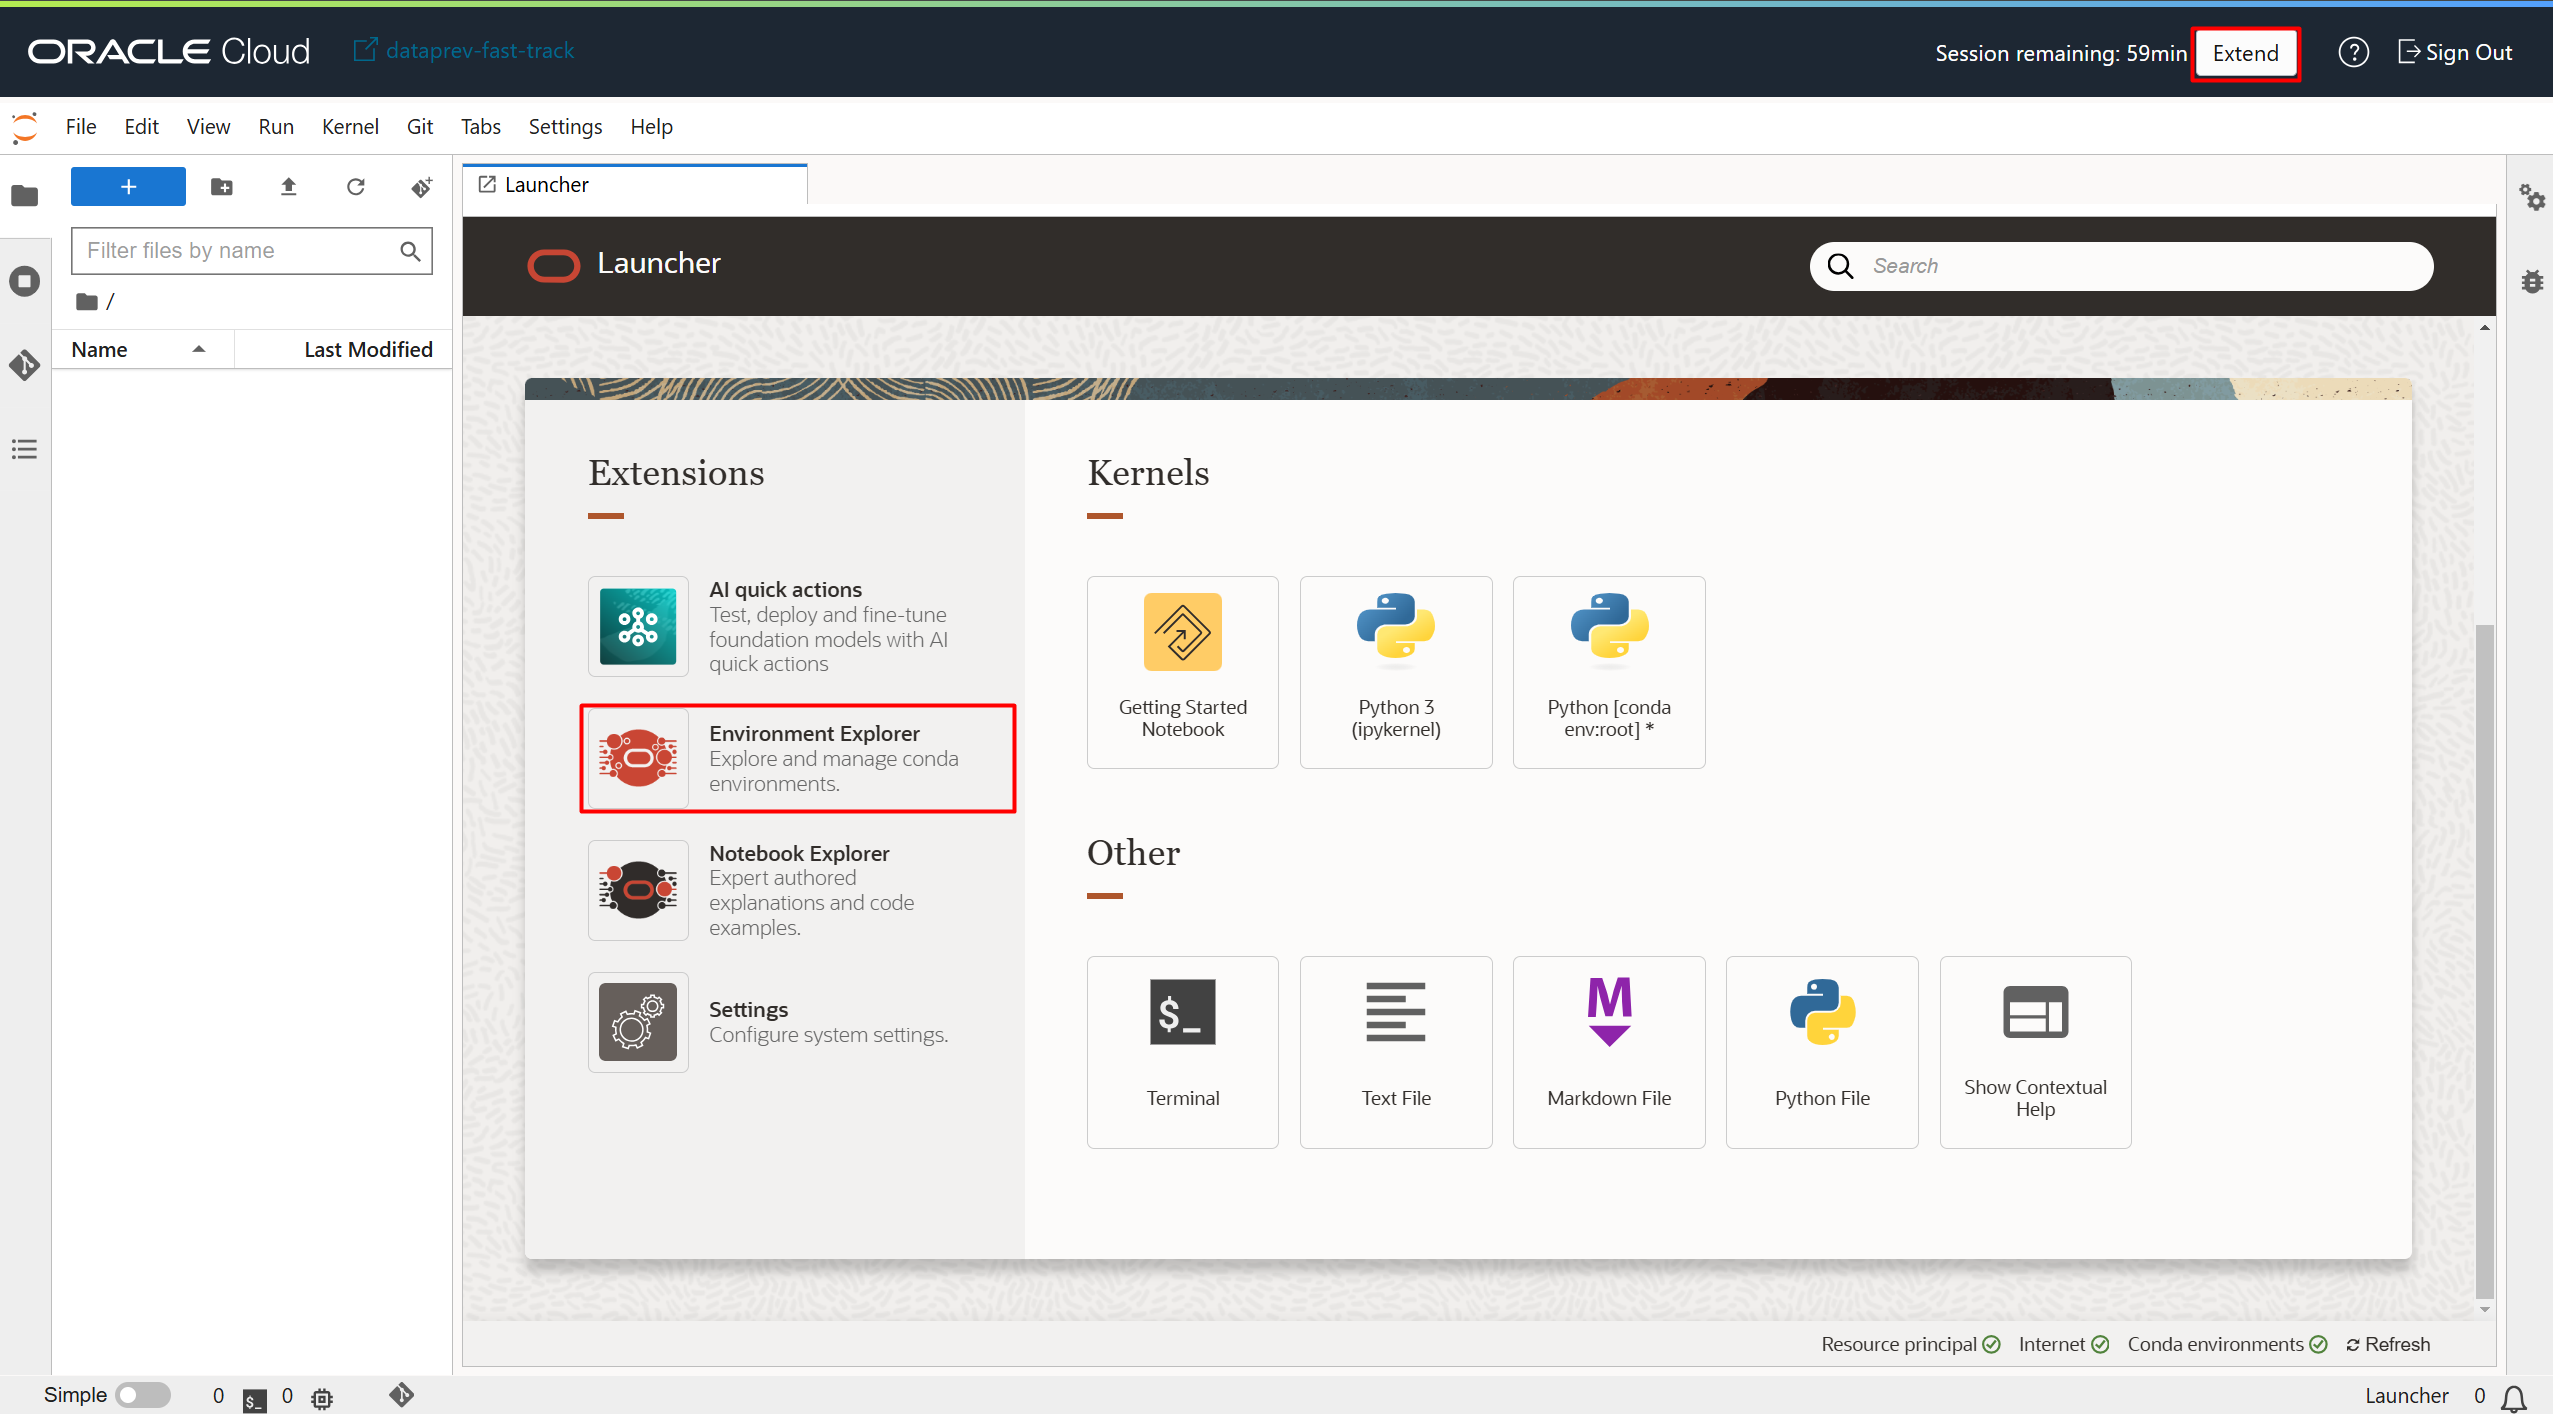 ORACLE Cloud
dataprev-fast-track
Session remaining: 59min
Extend
?
Sign Out
File Edit View Run Kernel Git Tabs Settings Help
+
Launcher
Filter files by name
/
Name
Last Modified
Launcher
Search
Extensions
AI quick actions
Test, deploy and fine-tune
foundation models with AI
quick actions
Environment Explorer
Explore and manage conda
environments.
Notebook Explorer
Expert authored
explanations and code
examples.
Settings
Configure system settings.
Kernels
Getting Started
Notebook
Python 3
(ipykernel)
Python [conda
env:root] *
Other
$_
Terminal
Text File
M
Markdown File
Python File
Show Contextual
Help
Resource principal
Internet
Conda environments
Refresh
Simple
0
$_
0
Launcher
0